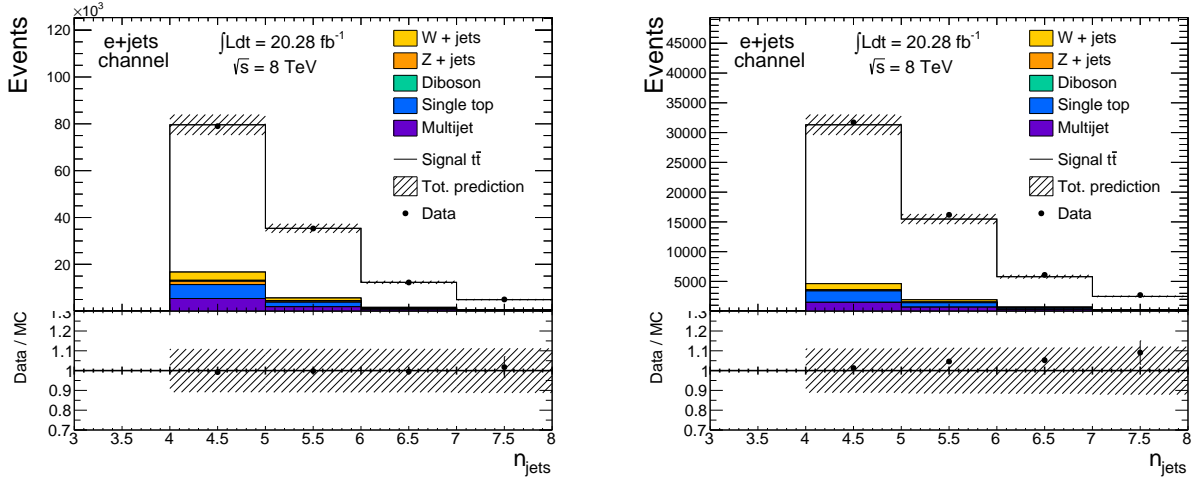 ×10³
Events
120
100
80
60
40
20
e+jets
channel
∫Ldt = 20.28 fb⁻¹
√s = 8 TeV
W + jets
Z + jets
Diboson
Single top
Multijet
Signal tt̄
Tot. prediction
Data
Data / MC
1.3
1.2
1.1
1
0.9
0.8
0.7
3 3.5 4 4.5 5 5.5 6 6.5 7 7.5 8
n_jets
Events
45000
40000
35000
30000
25000
20000
15000
10000
5000
e+jets
channel
∫Ldt = 20.28 fb⁻¹
√s = 8 TeV
W + jets
Z + jets
Diboson
Single top
Multijet
Signal tt̄
Tot. prediction
Data
Data / MC
1.3
1.2
1.1
1
0.9
0.8
0.7
3 3.5 4 4.5 5 5.5 6 6.5 7 7.5 8
n_jets